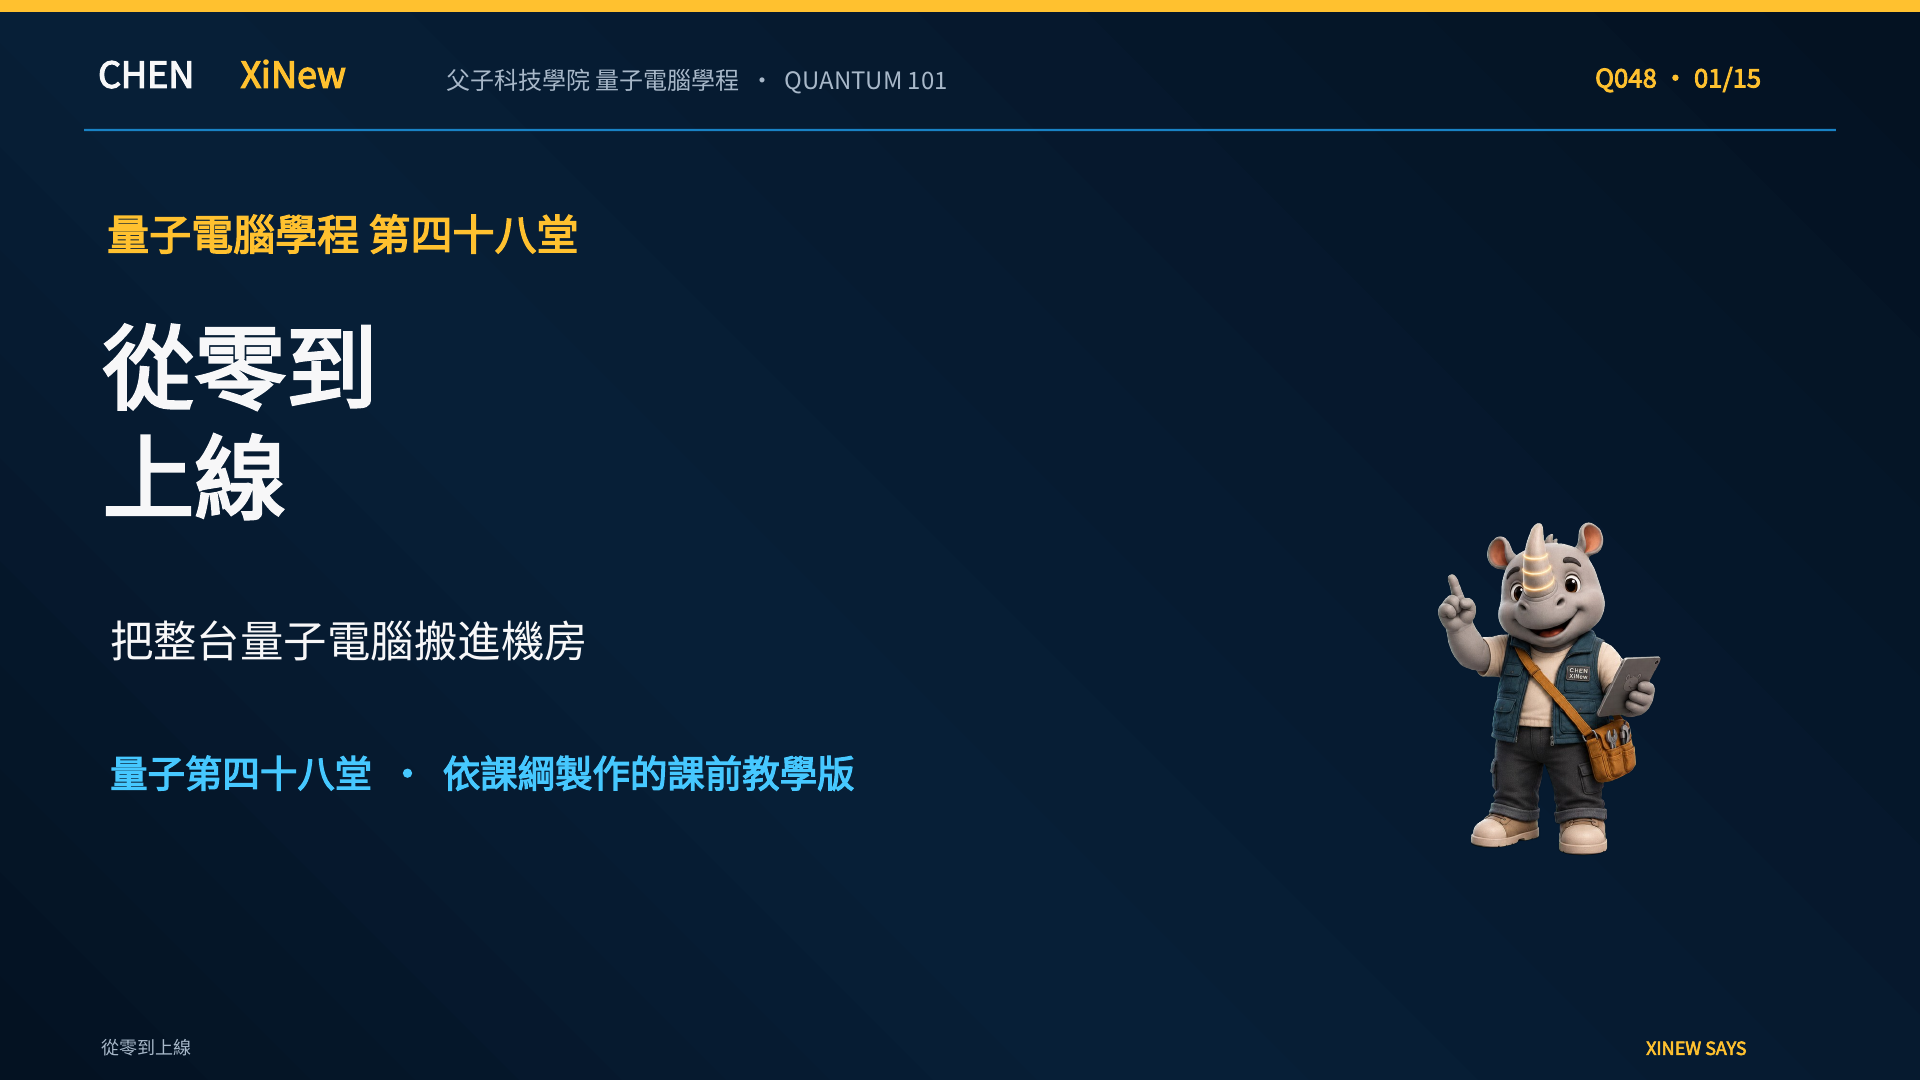 CHEN XiNew 父子科技學院 量子電腦學程 • QUANTUM 101 Q048 • 01/15
量子電腦學程 第四十八堂
從零到
上線
把整台量子電腦搬進機房
CHEN
XiNew
量子第四十八堂 • 依課綱製作的課前教學版
從零到上線 XINEW SAYS